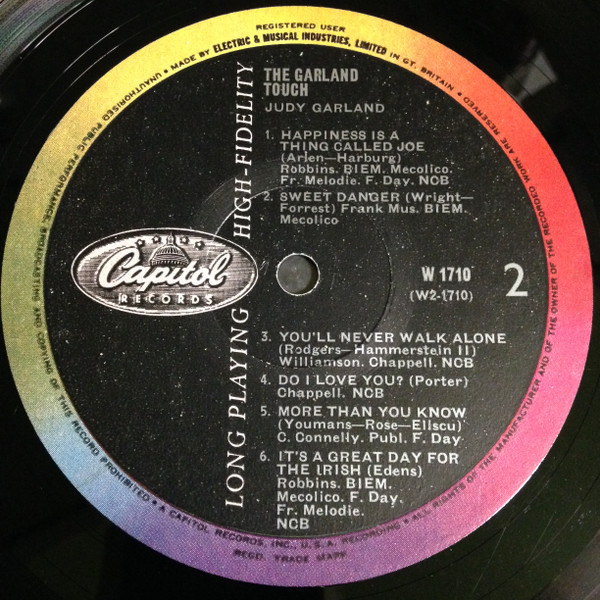 REGISTERED USER
• MADE BY ELECTRIC & MUSICAL INDUSTRIES, LIMITED IN GT. BRITAIN • ALL RIGHTS OF THE MANUFACTURER AND OF THE OWNER OF THE RECORDED WORK ARE RESERVED
UNAUTHORISED PUBLIC PERFORMANCE, BROADCASTING AND COPYING OF THIS RECORD PROHIBITED • A CAPITOL RECORDS, INC., U.S.A. RECORDING •
REGD. TRADE MARK
LONG PLAYING HIGH-FIDELITY
THE GARLAND
TOUCH
JUDY GARLAND
1. HAPPINESS IS A
THING CALLED JOE
(Arlen—Harburg)
Robbins. BIEM. Mecolico.
Fr. Melodie. F. Day. NCB
2. SWEET DANGER (Wright—
Forrest) Frank Mus. BIEM.
Mecolico
Capitol
RECORDS
W 1710
(W2-1710)
2
3. YOU'LL NEVER WALK ALONE
(Rodgers—Hammerstein II)
Williamson. Chappell. NCB
4. DO I LOVE YOU? (Porter)
Chappell. NCB
5. MORE THAN YOU KNOW
(Youmans—Rose—Eliscu)
C. Connelly. Publ. F. Day
6. IT'S A GREAT DAY FOR
THE IRISH (Edens)
Robbins. BIEM.
Mecolico. F. Day.
Fr. Melodie.
NCB